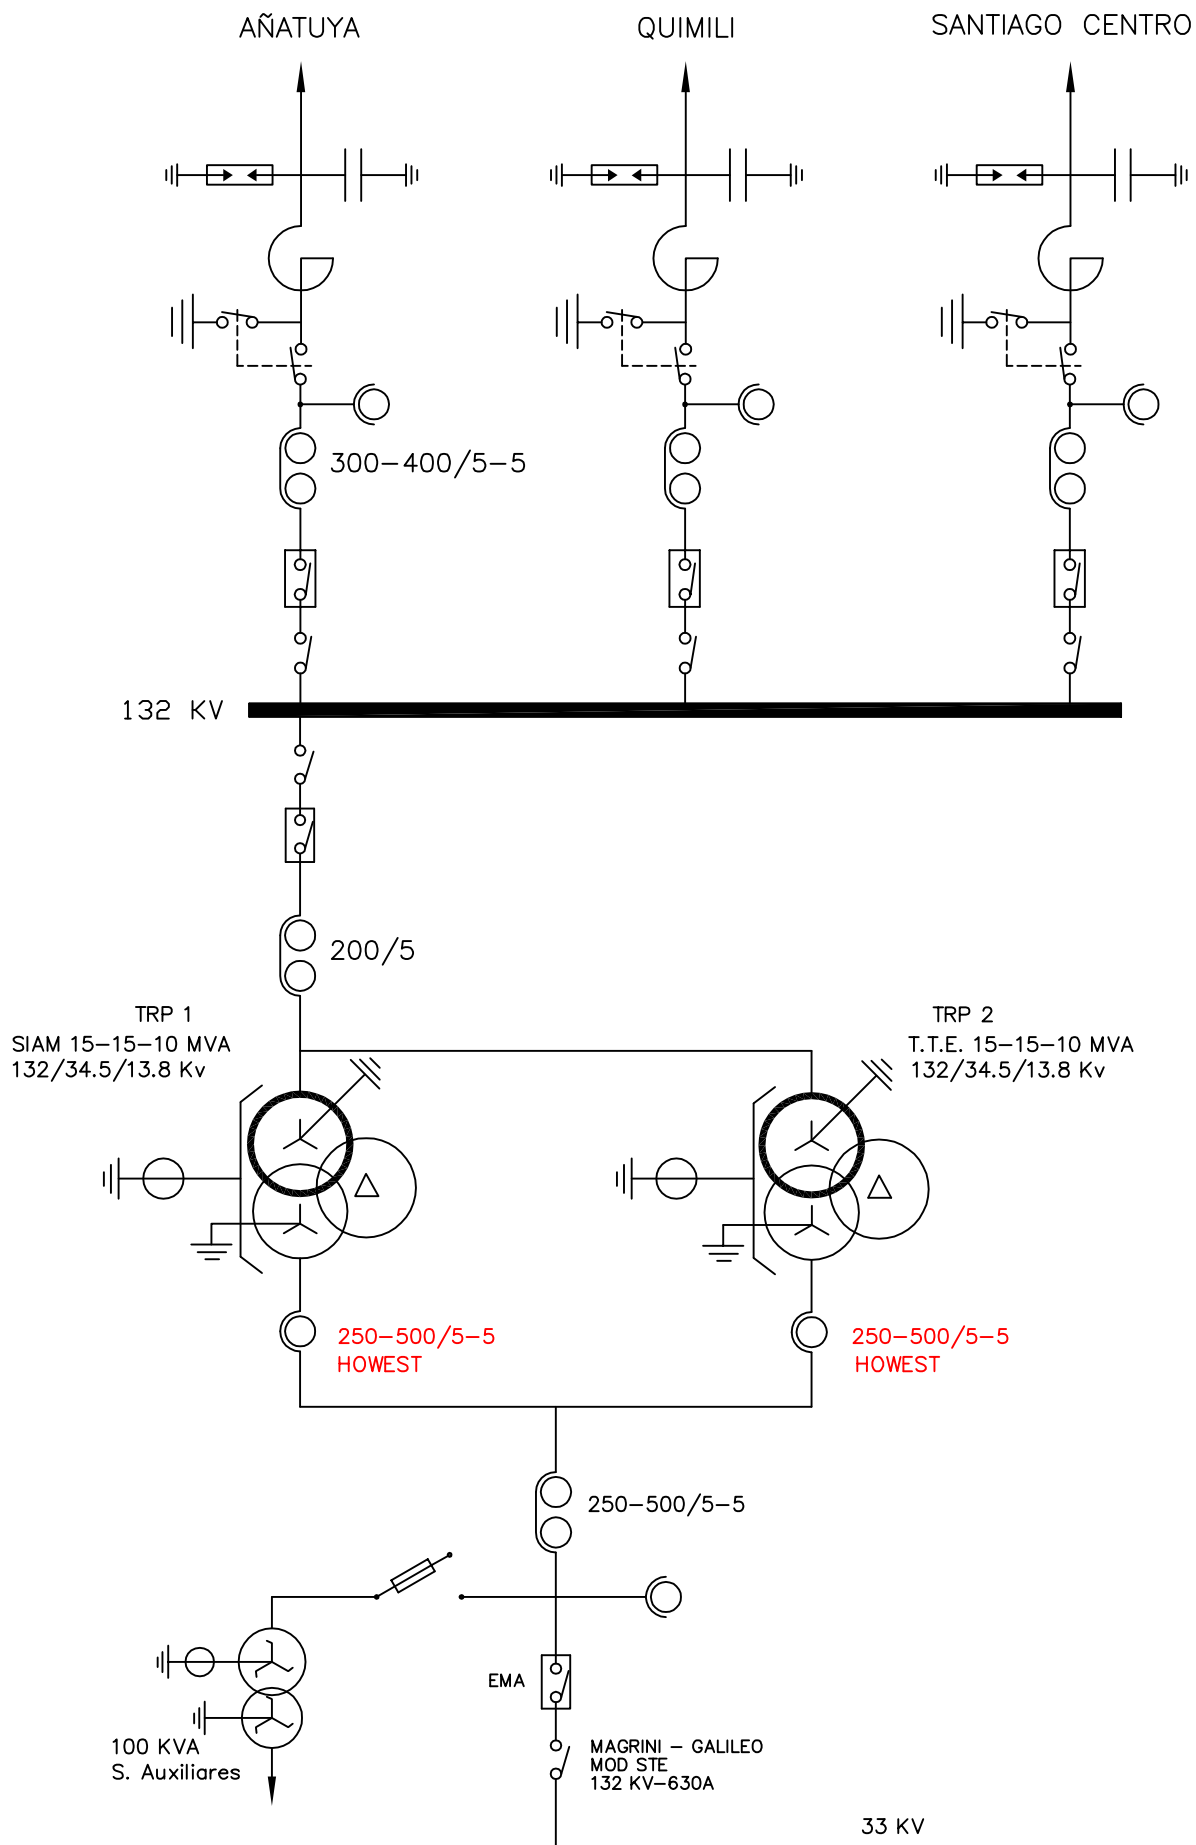 AÑATUYA
QUIMILI
SANTIAGO CENTRO
300-400/5-5
132 KV
200/5
TRP 1
SIAM 15-15-10 MVA
132/34.5/13.8 Kv
TRP 2
T.T.E. 15-15-10 MVA
132/34.5/13.8 Kv
250-500/5-5
HOWEST
250-500/5-5
HOWEST
250-500/5-5
EMA
100 KVA
S. Auxiliares
MAGRINI - GALILEO
MOD STE
132 KV-630A
33 KV